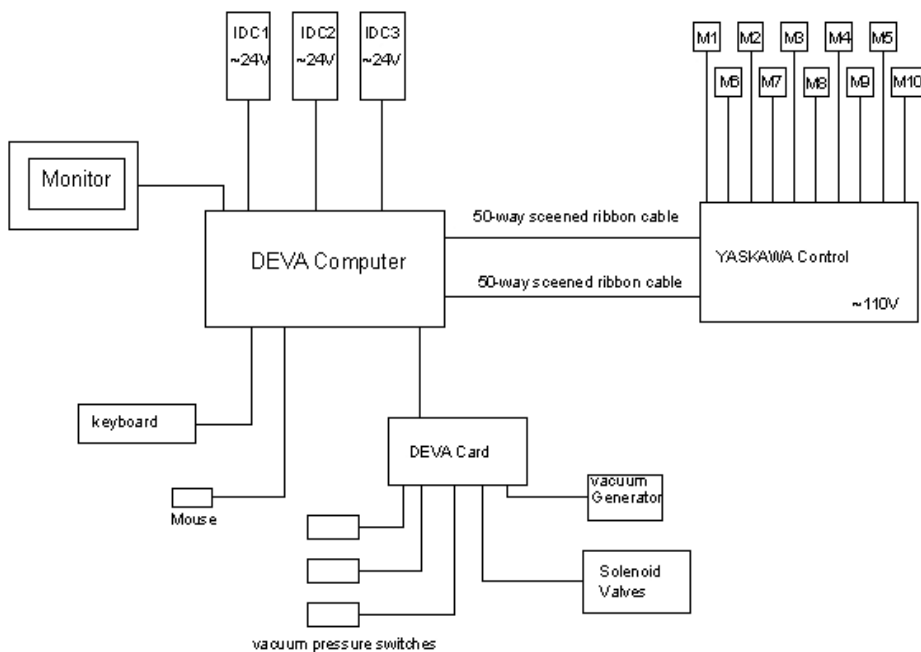 IDC1
~24V
IDC2
~24V
IDC3
~24V
M1
M2
M3
M4
M5
M6
M7
M8
M9
M10
Monitor
50-way sceened ribbon cable
DEVA Computer
YASKAWA Control
50-way sceened ribbon cable
~110V
keyboard
DEVA Card
vacuum
Generator
Mouse
Solenoid
Valves
vacuum pressure switches